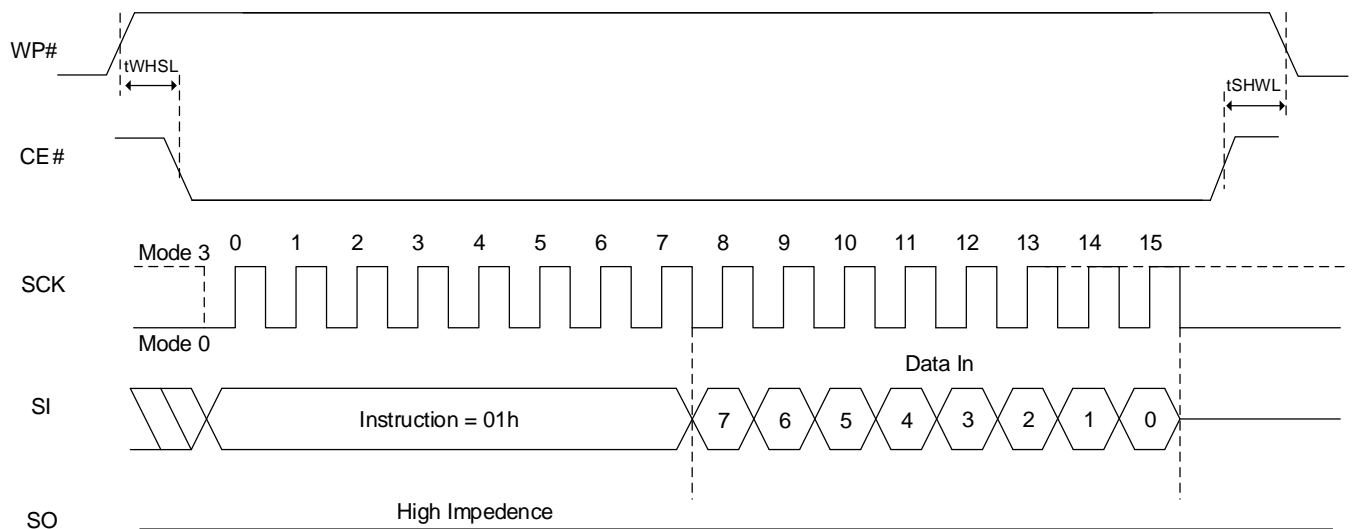 WP#
tWHSL
tSHWL
CE#
0 1 2 3 4 5 6 7 8 9 10 11 12 13 14 15
Mode 3
SCK
Mode 0
Data In
SI
Instruction = 01h
7 6 5 4 3 2 1 0
High Impedence
SO